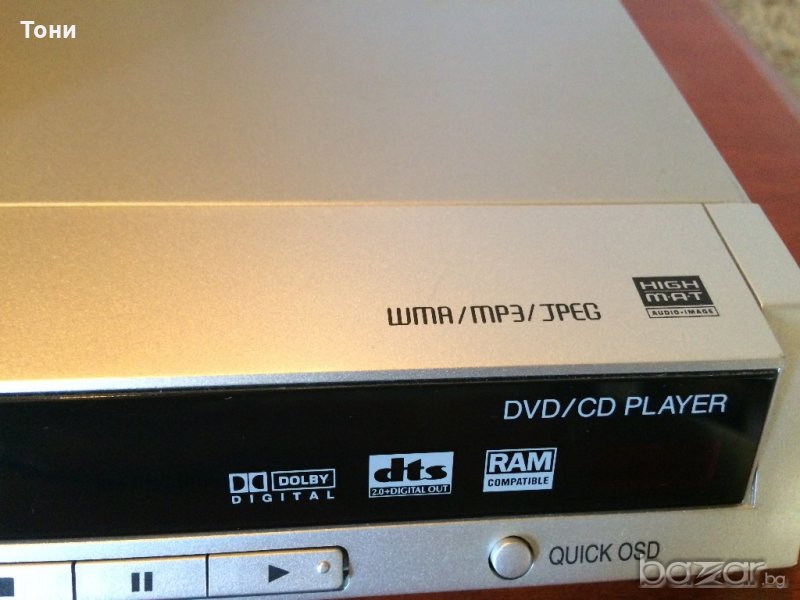 Тони
WMA/MP3/JPEG
HIGH
M·A·T
AUDIO·IMAGE
DVD/CD PLAYER
DOLBY
DIGITAL
dts
2.0+DIGITAL OUT
RAM
COMPATIBLE
QUICK OSD
bazar.bg